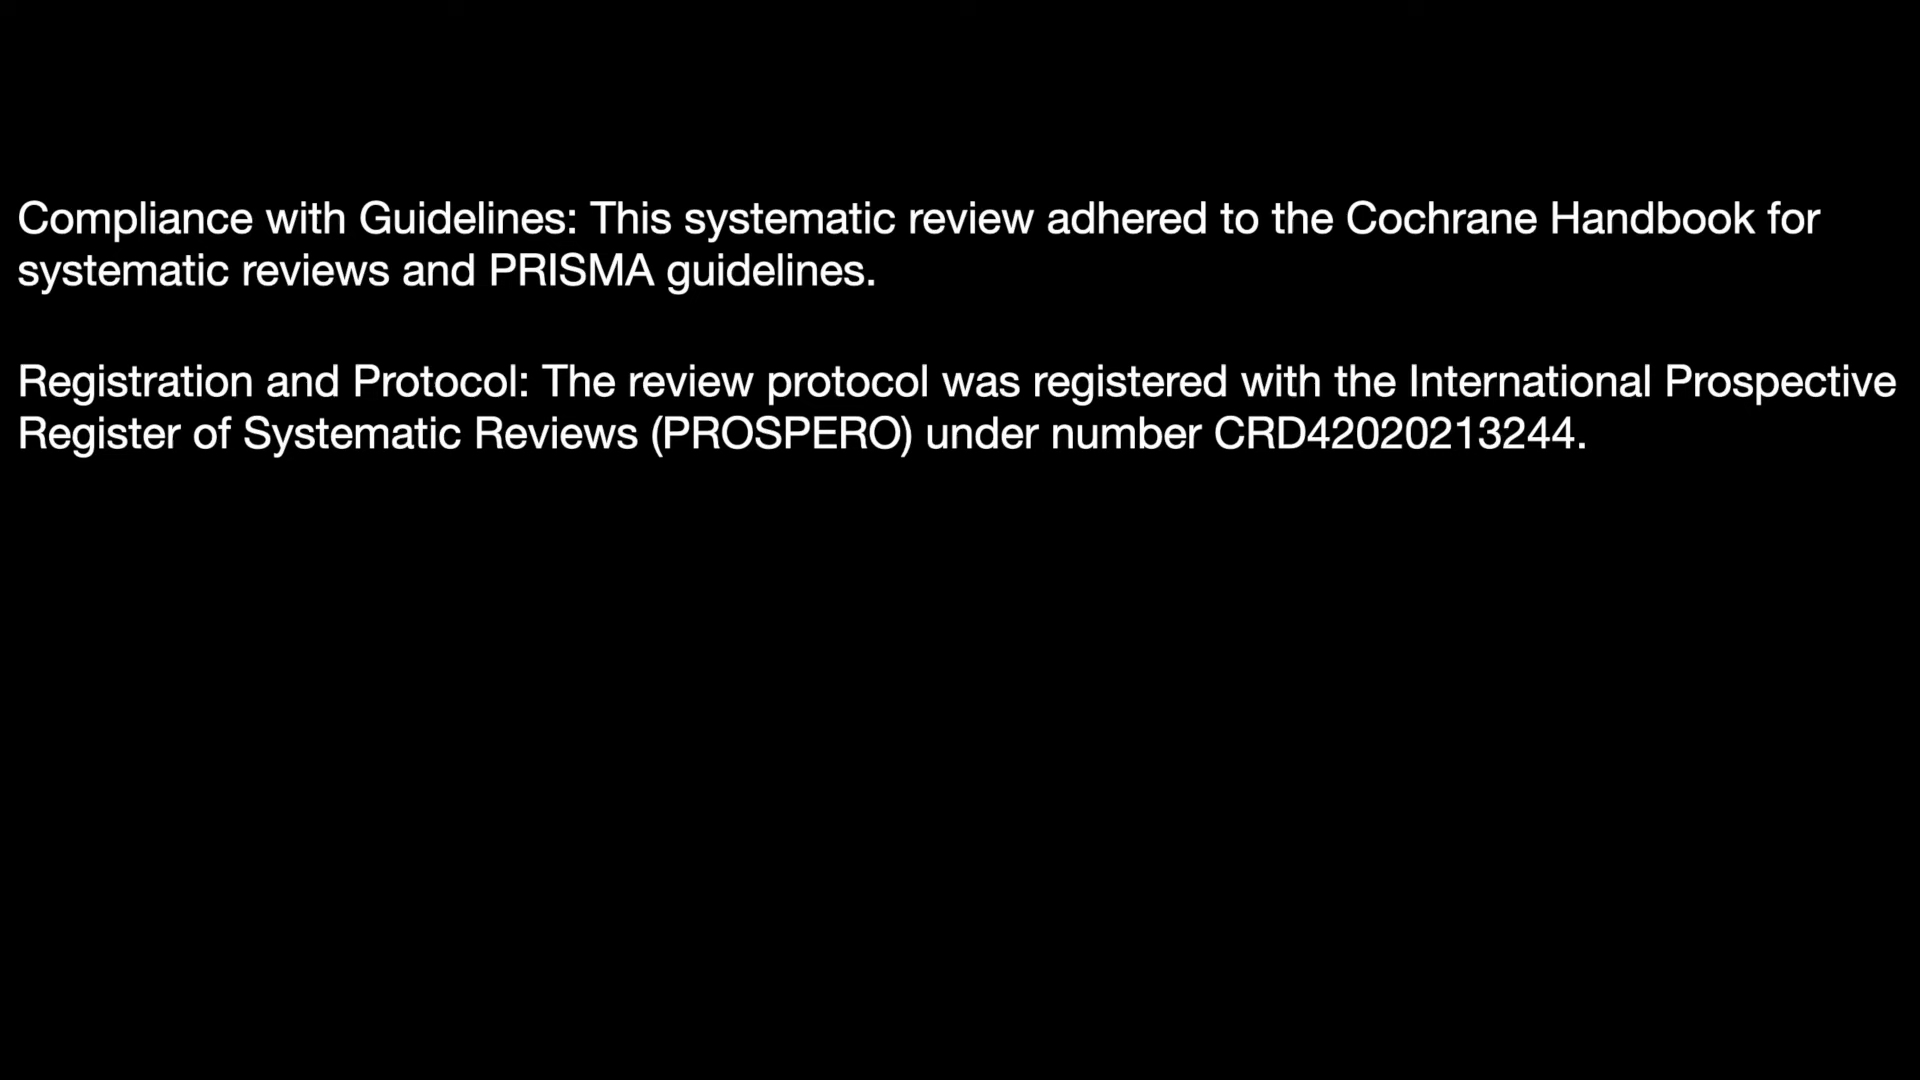 Compliance with Guidelines: This systematic review adhered to the Cochrane Handbook for
systematic reviews and PRISMA guidelines.
Registration and Protocol: The review protocol was registered with the International Prospective
Register of Systematic Reviews (PROSPERO) under number CRD42020213244.